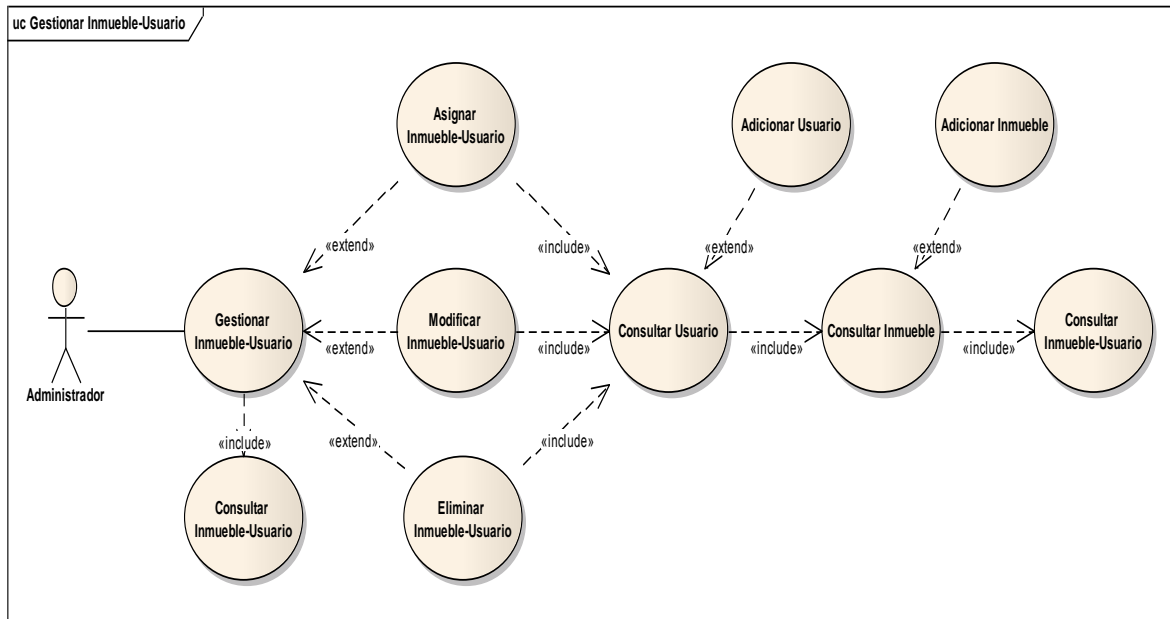 uc Gestionar Inmueble-Usuario
Asignar
Inmueble-Usuario
Adicionar Usuario
Adicionar Inmueble
«extend»
«include»
«extend»
«extend»
Administrador
Gestionar
Inmueble-Usuario
«extend»
Modificar
Inmueble-Usuario
«include»
Consultar Usuario
«include»
Consultar Inmueble
«include»
Consultar
Inmueble-Usuario
«include»
«extend»
«include»
Consultar
Inmueble-Usuario
Eliminar
Inmueble-Usuario